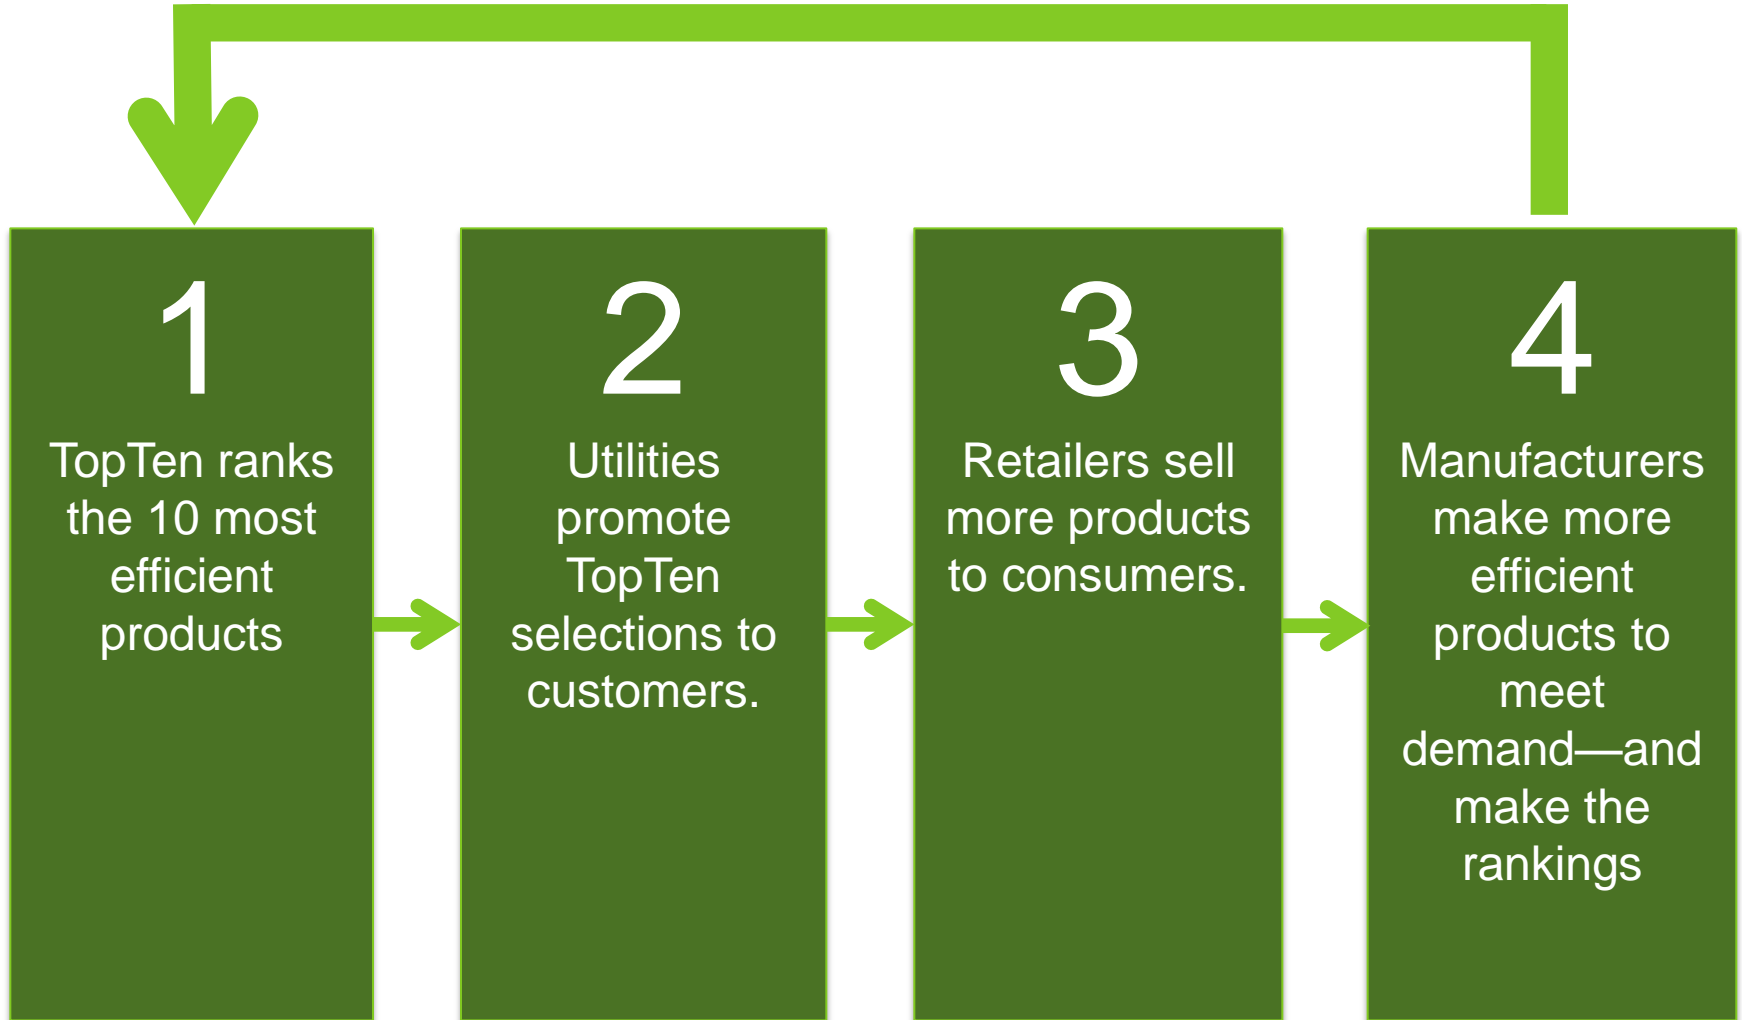 1
TopTen ranks
the 10 most
efficient
products
2
Utilities
promote
TopTen
selections to
customers.
3
Retailers sell
more products
to consumers.
4
Manufacturers
make more
efficient
products to
meet
demand—and
make the
rankings